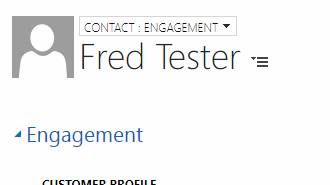 CONTACT : ENGAGEMENT
Fred Tester
Engagement
CUSTOMER PROFILE